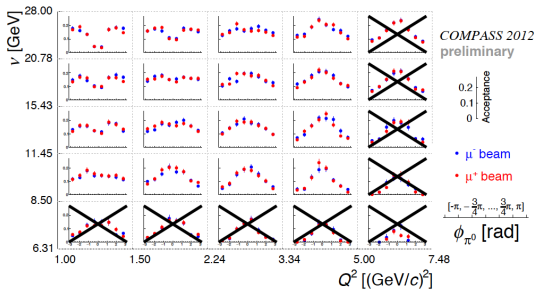 28.00
20.78
15.43
11.45
8.50
6.31
ν [GeV]
1.00
1.50
2.24
3.34
5.00
7.48
Q² [(GeV/c)²]
COMPASS 2012
preliminary
0.2
0.1
0
Acceptance
μ⁻ beam
μ⁺ beam
[-π, -3/4π, ..., 3/4π, π]
ϕπ⁰ [rad]